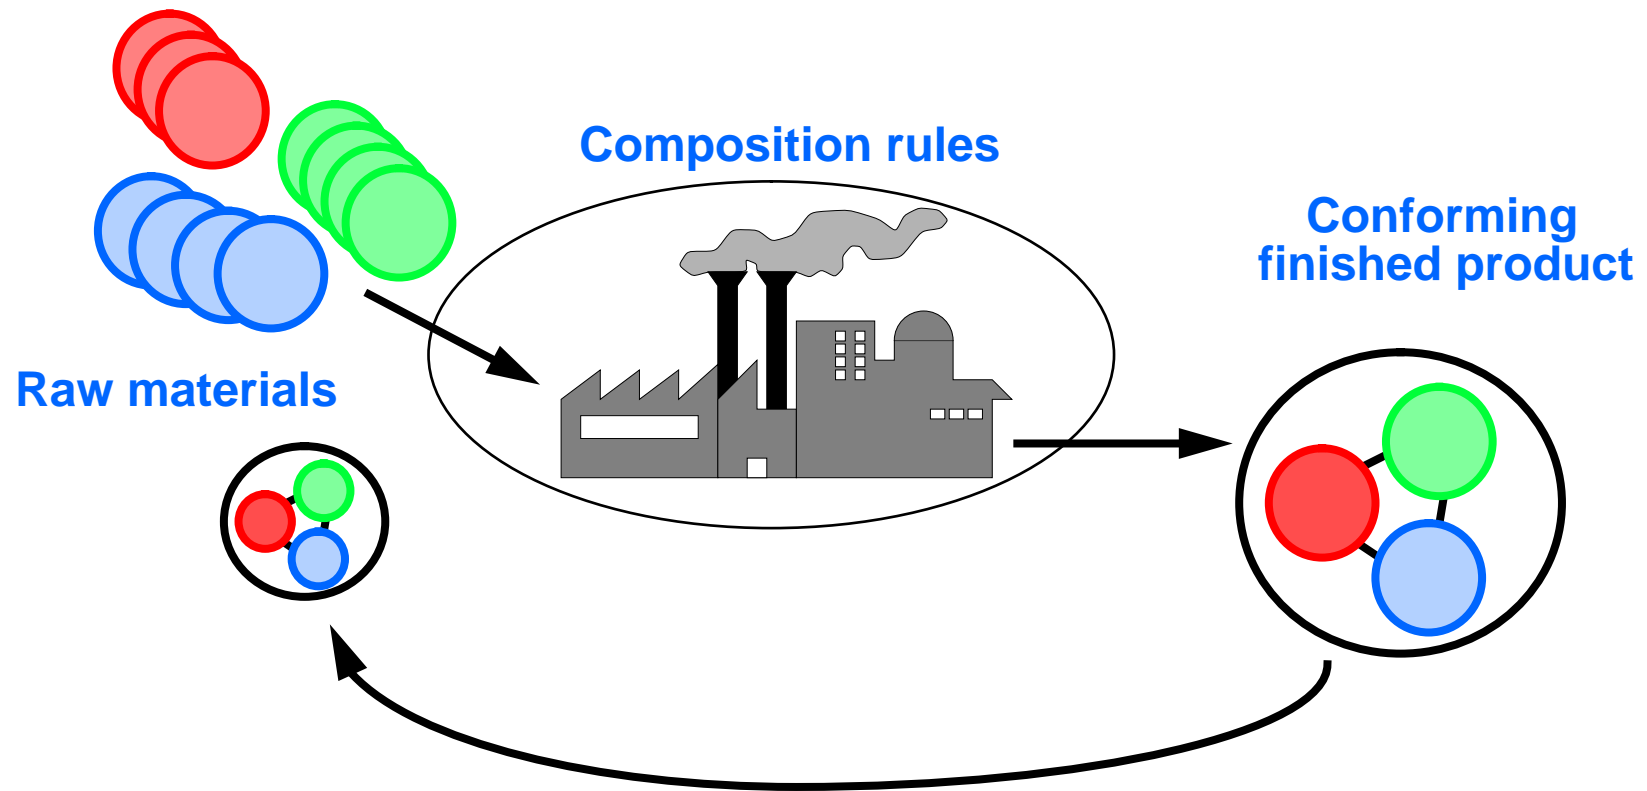 Composition rules
Conforming
finished product
Raw materials